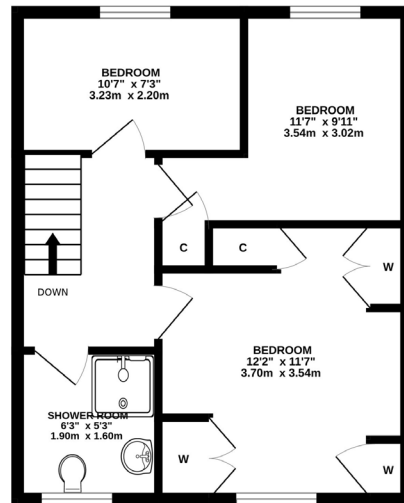 BEDROOM
10'7" x 7'3"
3.23m x 2.20m
BEDROOM
11'7" x 9'11"
3.54m x 3.02m
C
C
W
DOWN
BEDROOM
12'2" x 11'7"
3.70m x 3.54m
SHOWER ROOM
6'3" x 5'3"
1.90m x 1.60m
W
W